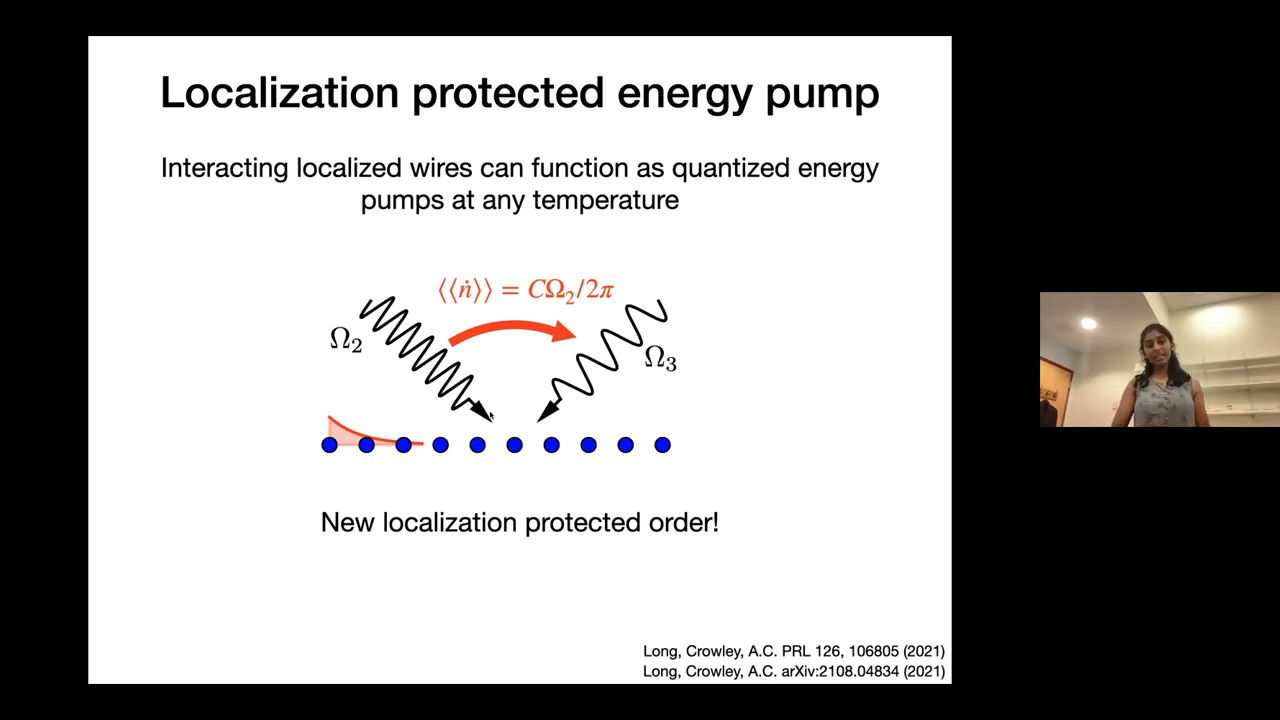 Localization protected energy pump
Interacting localized wires can function as quantized energy
pumps at any temperature
⟨⟨ṅ⟩⟩ = CΩ₂/2π
Ω₂
Ω₃
New localization protected order!
Long, Crowley, A.C. PRL 126, 106805 (2021)
Long, Crowley, A.C. arXiv:2108.04834 (2021)